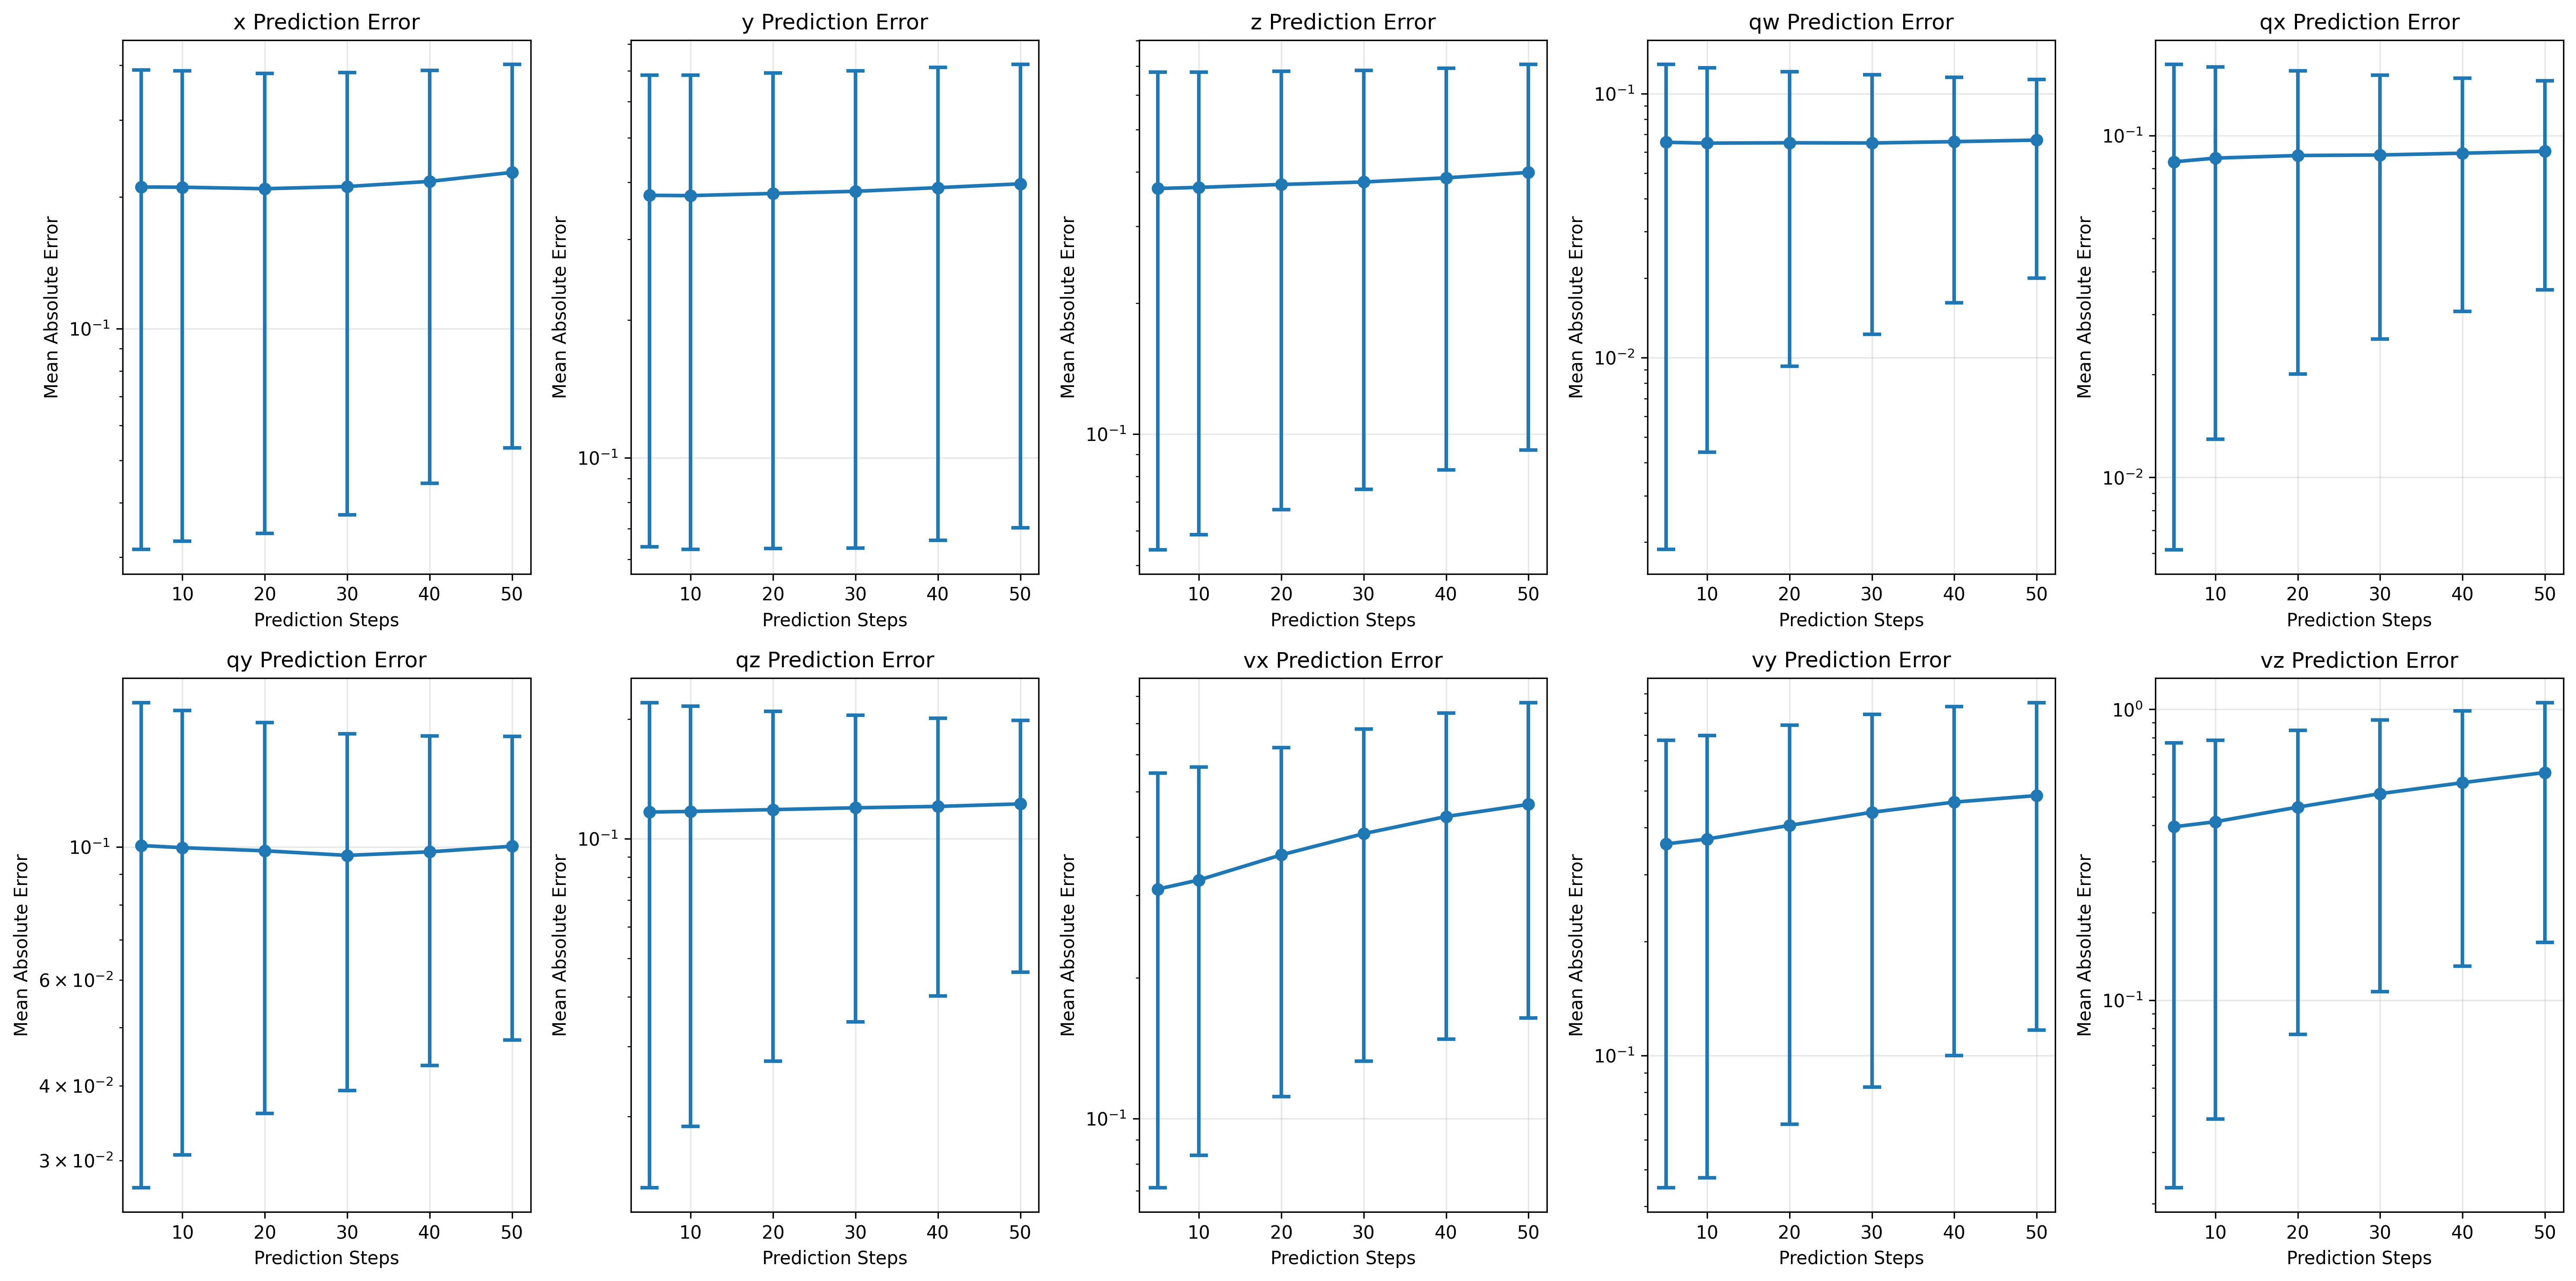 x Prediction Error
Mean Absolute Error
10⁻¹
10 20 30 40 50
Prediction Steps
y Prediction Error
Mean Absolute Error
10⁻¹
10 20 30 40 50
Prediction Steps
z Prediction Error
Mean Absolute Error
10⁻¹
10 20 30 40 50
Prediction Steps
qw Prediction Error
Mean Absolute Error
10⁻¹
10⁻²
10 20 30 40 50
Prediction Steps
qx Prediction Error
Mean Absolute Error
10⁻¹
10⁻²
10 20 30 40 50
Prediction Steps
qy Prediction Error
Mean Absolute Error
10⁻¹
6 × 10⁻²
4 × 10⁻²
3 × 10⁻²
10 20 30 40 50
Prediction Steps
qz Prediction Error
Mean Absolute Error
10⁻¹
10 20 30 40 50
Prediction Steps
vx Prediction Error
Mean Absolute Error
10⁻¹
10 20 30 40 50
Prediction Steps
vy Prediction Error
Mean Absolute Error
10⁻¹
10 20 30 40 50
Prediction Steps
vz Prediction Error
Mean Absolute Error
10⁰
10⁻¹
10 20 30 40 50
Prediction Steps